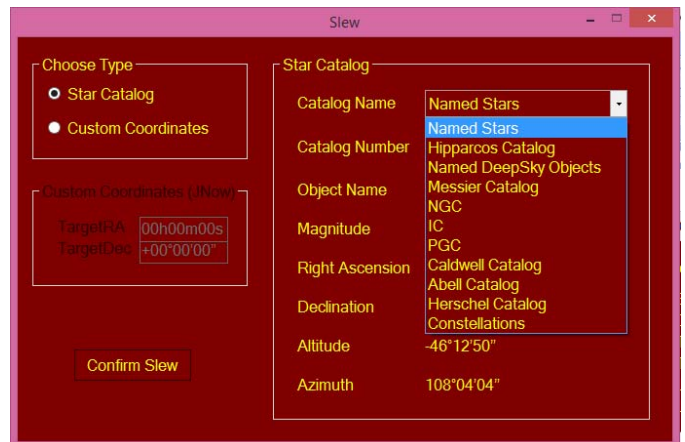 Slew
Choose Type
Star Catalog
Custom Coordinates
Custom Coordinates (JNow)
TargetRA 00h00m00s
TargetDec +00°00'00"
Confirm Slew
Star Catalog
Catalog Name Named Stars
Named Stars
Hipparcos Catalog
Named DeepSky Objects
Messier Catalog
NGC
IC
PGC
Caldwell Catalog
Abell Catalog
Herschel Catalog
Constellations
Catalog Number
Object Name
Magnitude
Right Ascension
Declination
Altitude -46°12'50"
Azimuth 108°04'04"